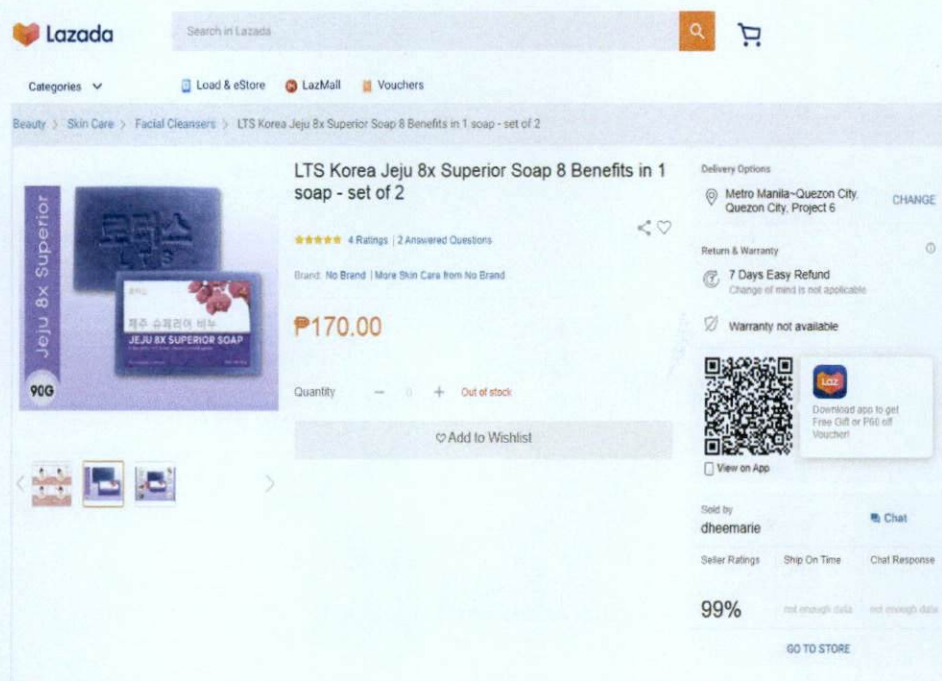 Lazada
Search in Lazada
Categories
Load & eStore
LazMall
Vouchers
Beauty > Skin Care > Facial Cleansers > LTS Korea Jeju 8x Superior Soap 8 Benefits in 1 soap - set of 2
Jeju 8x Superior
로타스
LTS
제주 슈페리어 비누
JEJU 8X SUPERIOR SOAP
90G
LTS Korea Jeju 8x Superior Soap 8 Benefits in 1
soap - set of 2
4 Ratings | 2 Answered Questions
Brand: No Brand | More Skin Care from No Brand
₱170.00
Quantity − 0 + Out of stock
Add to Wishlist
Delivery Options
Metro Manila~Quezon City,
Quezon City, Project 6
CHANGE
Return & Warranty
7 Days Easy Refund
Change of mind is not applicable
Warranty not available
Laz
Download app to get
Free Gift or P60 off
Voucher!
View on App
Sold by
dheemarie
Chat
Seller Ratings
Ship On Time
Chat Response
99%
not enough data
not enough data
GO TO STORE